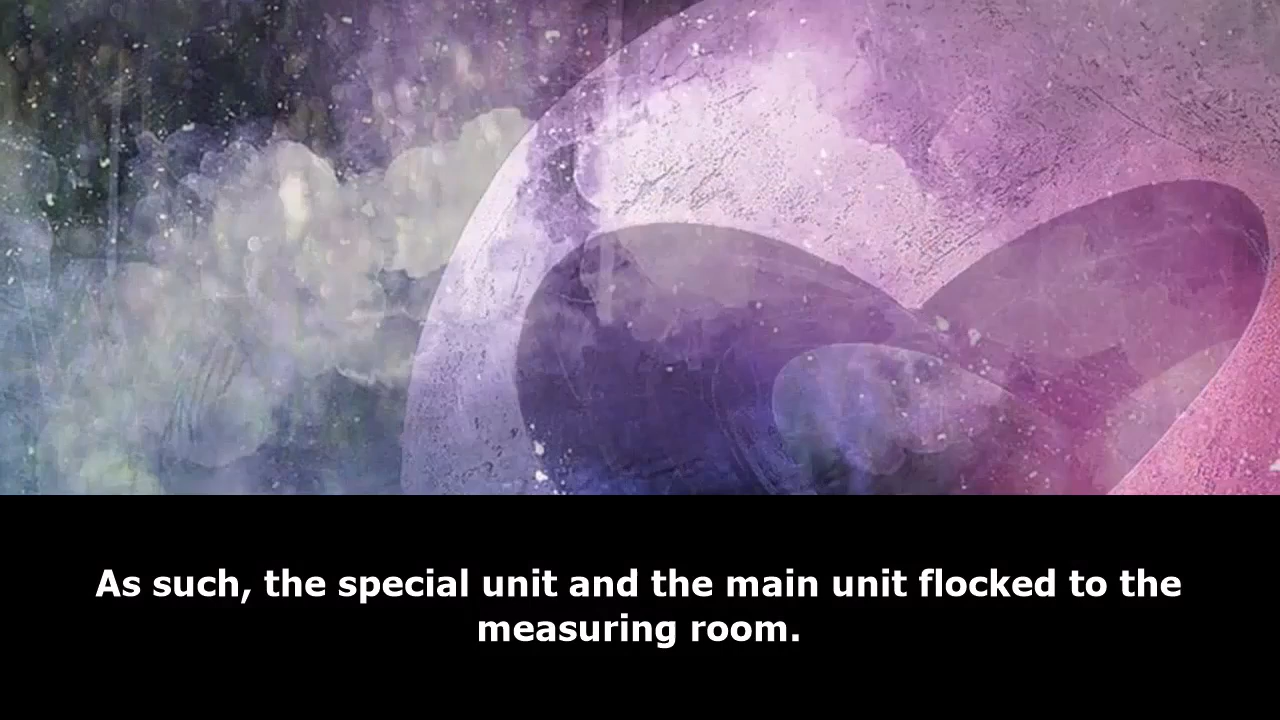 As such, the special unit and the main unit flocked to the
measuring room.